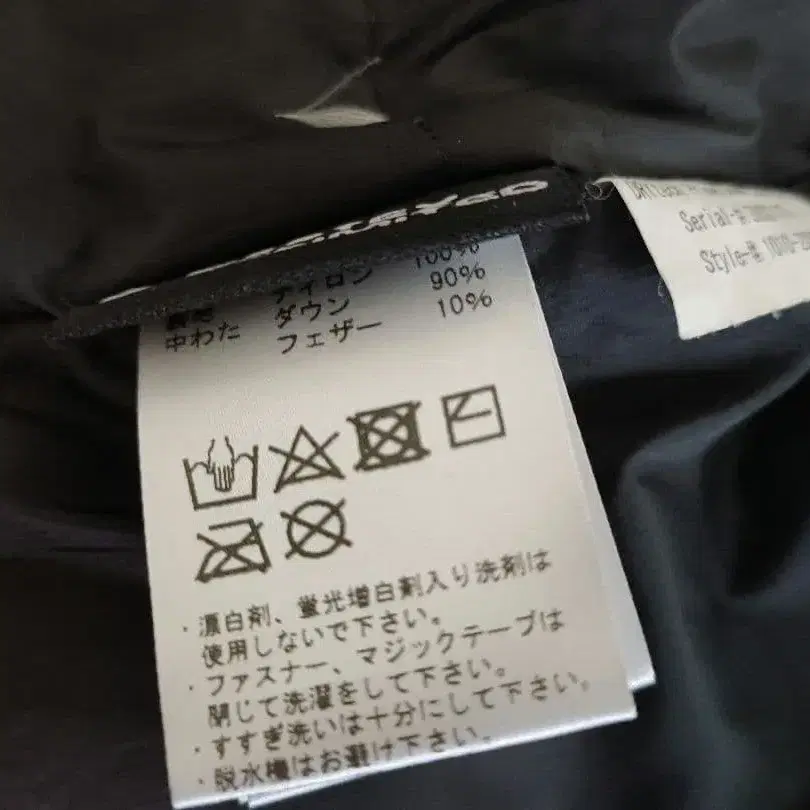 ナイロン 100%
中わた ダウン 90%
フェザー 10%
・漂白剤、蛍光増白剤入り洗剤は
使用しないで下さい。
・ファスナー、マジックテープは
閉じて洗濯をして下さい。
・すすぎ洗いは十分にして下さい。
・脱水機はお避け下さい。
Serial-#
Style-#